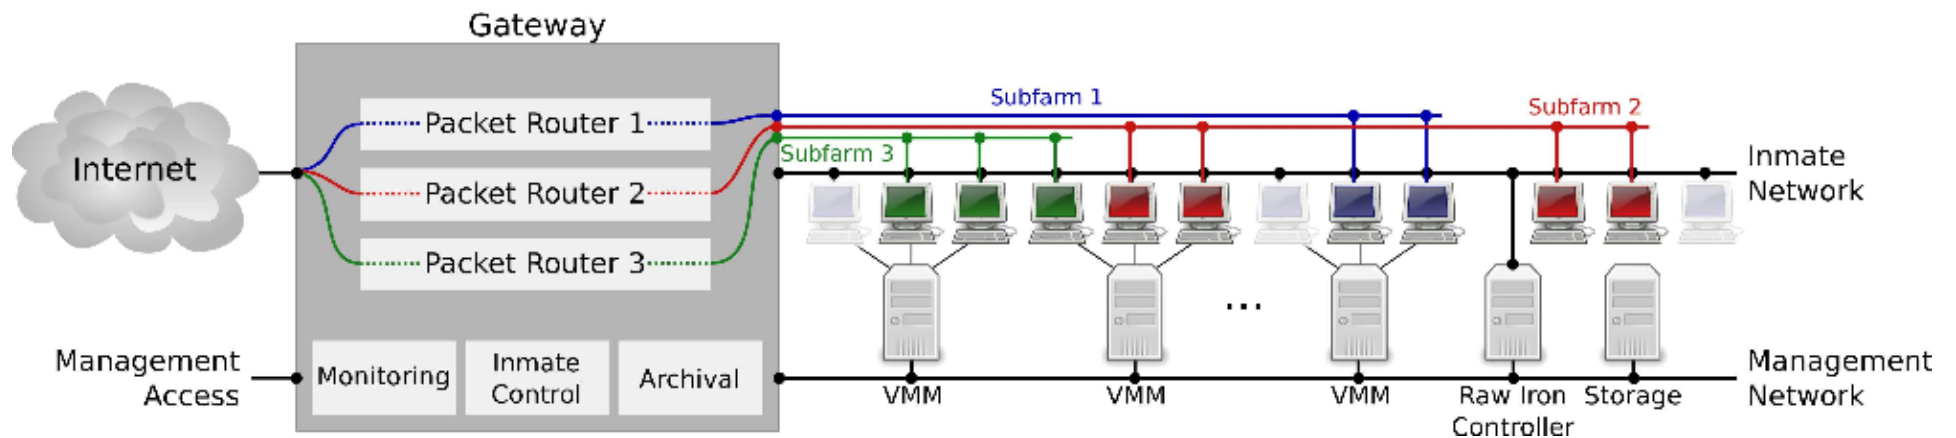 Gateway
Internet
Packet Router 1
Packet Router 2
Packet Router 3
Subfarm 1
Subfarm 2
Subfarm 3
Inmate
Network
...
Management
Access
Monitoring
Inmate
Control
Archival
VMM
VMM
VMM
Raw Iron
Controller
Storage
Management
Network